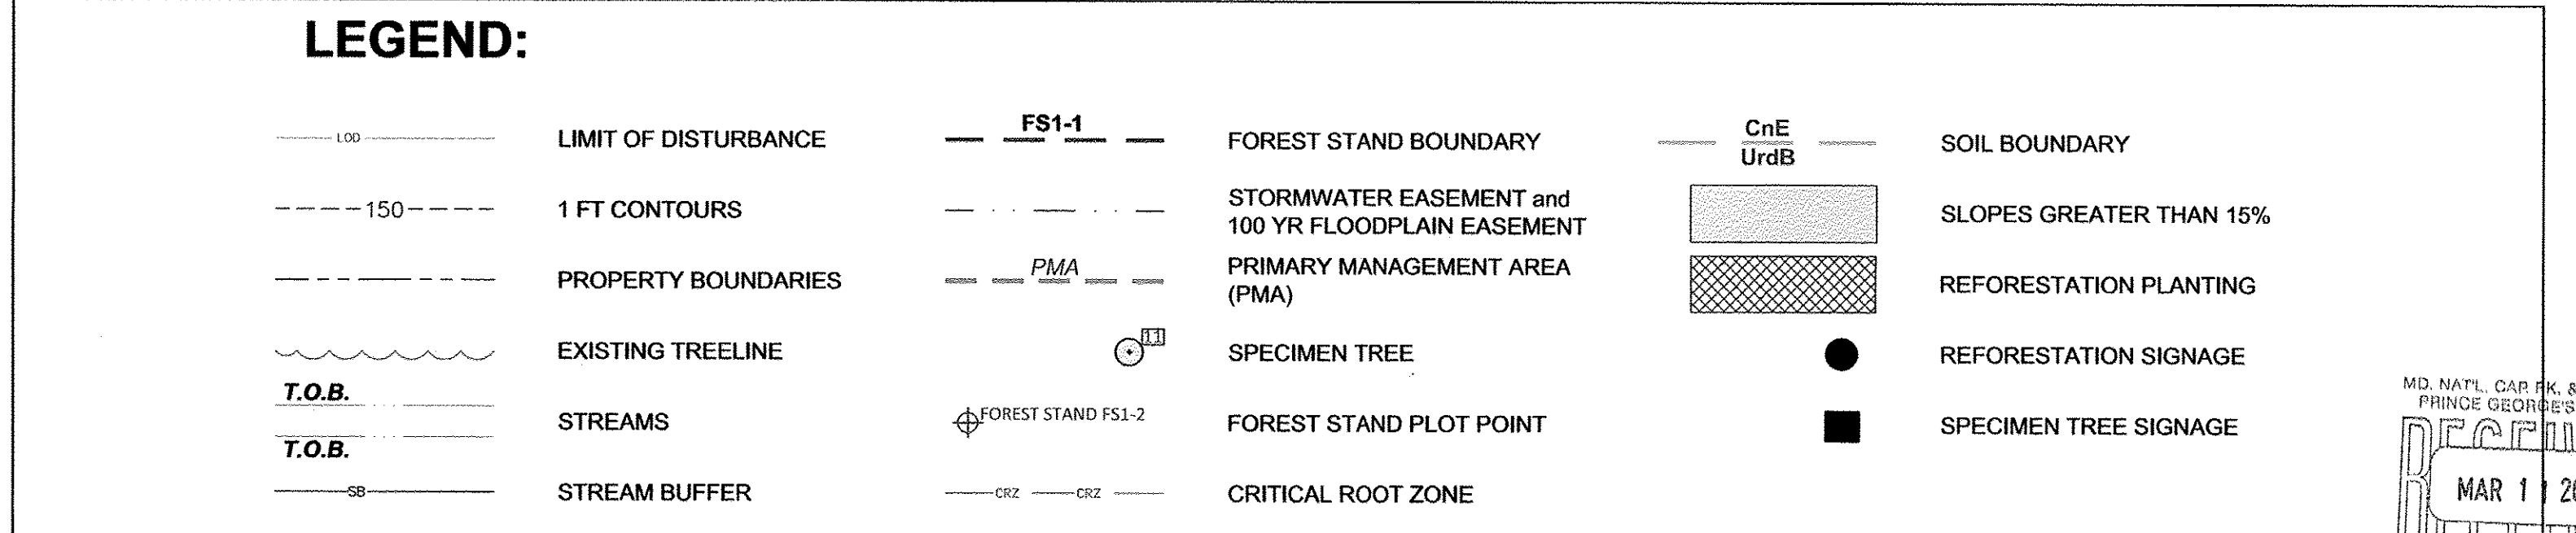 LEGEND:
LOD LIMIT OF DISTURBANCE
150 1 FT CONTOURS
PROPERTY BOUNDARIES
EXISTING TREELINE
T.O.B.
STREAMS
T.O.B.
SB STREAM BUFFER
FS1-1 FOREST STAND BOUNDARY
STORMWATER EASEMENT and
100 YR FLOODPLAIN EASEMENT
PMA PRIMARY MANAGEMENT AREA
(PMA)
11 SPECIMEN TREE
FOREST STAND FS1-2 FOREST STAND PLOT POINT
CRZ CRZ CRITICAL ROOT ZONE
CnE
UrdB
SOIL BOUNDARY
SLOPES GREATER THAN 15%
REFORESTATION PLANTING
REFORESTATION SIGNAGE
SPECIMEN TREE SIGNAGE
MD. NAT'L. CAP. PK. &
PRINCE GEORGE'S
MAR 11